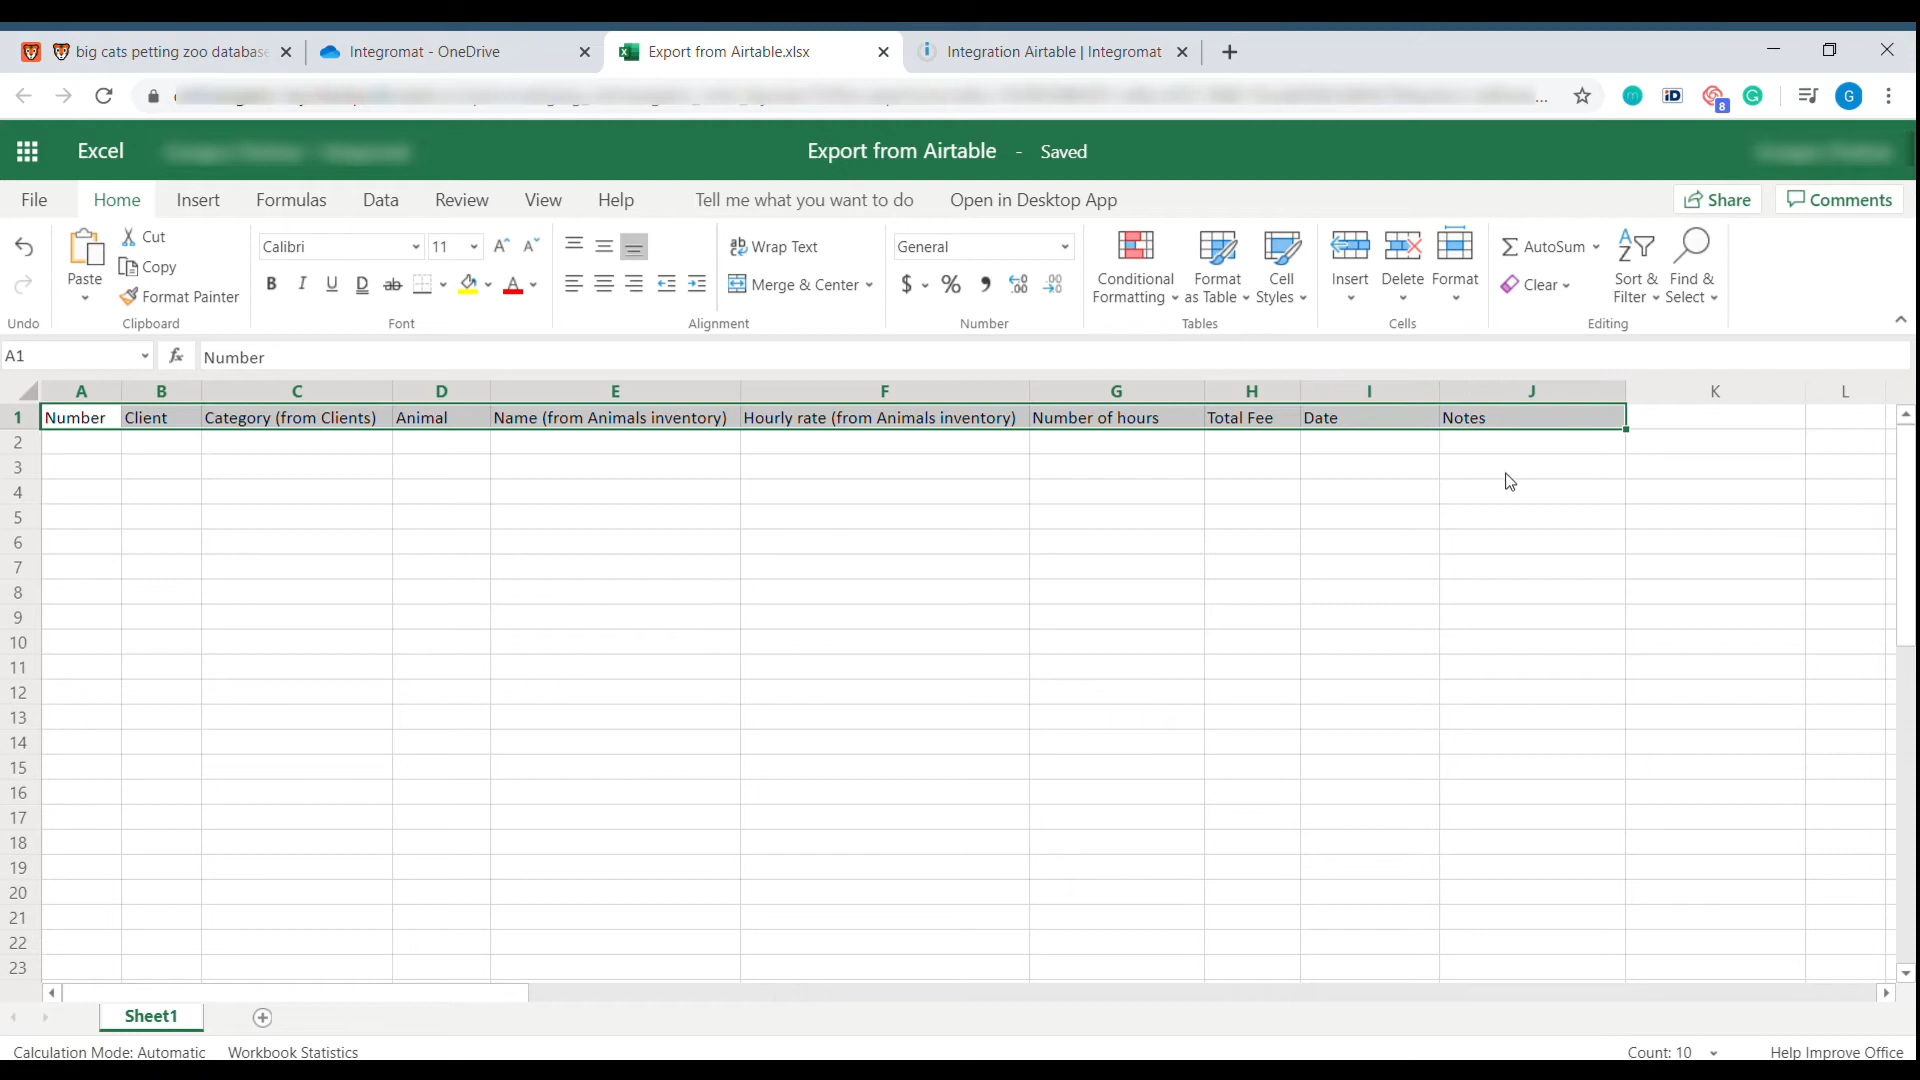 big cats petting zoo database
Integromat - OneDrive
Export from Airtable.xlsx
Integration Airtable | Integromat
...
iD
8
G
Excel
Export from Airtable - Saved
File Home Insert Formulas Data Review View Help Tell me what you want to do Open in Desktop App Share Comments
Paste
Cut
Copy
Format Painter
Calibri 11
B I U D ab
Wrap Text
Merge & Center
General
$ %
Conditional Formatting
Format as Table
Cell Styles
Insert
Delete
Format
AutoSum
Clear
Sort & Filter
Find & Select
Undo Clipboard Font Alignment Number Tables Cells Editing
A1 fx Number
A B C D E F G H I J K L
1 Number Client Category (from Clients) Animal Name (from Animals inventory) Hourly rate (from Animals inventory) Number of hours Total Fee Date Notes
2
3
4
5
6
7
8
9
10
11
12
13
14
15
16
17
18
19
20
21
22
23
Sheet1
Calculation Mode: Automatic Workbook Statistics Count: 10 Help Improve Office